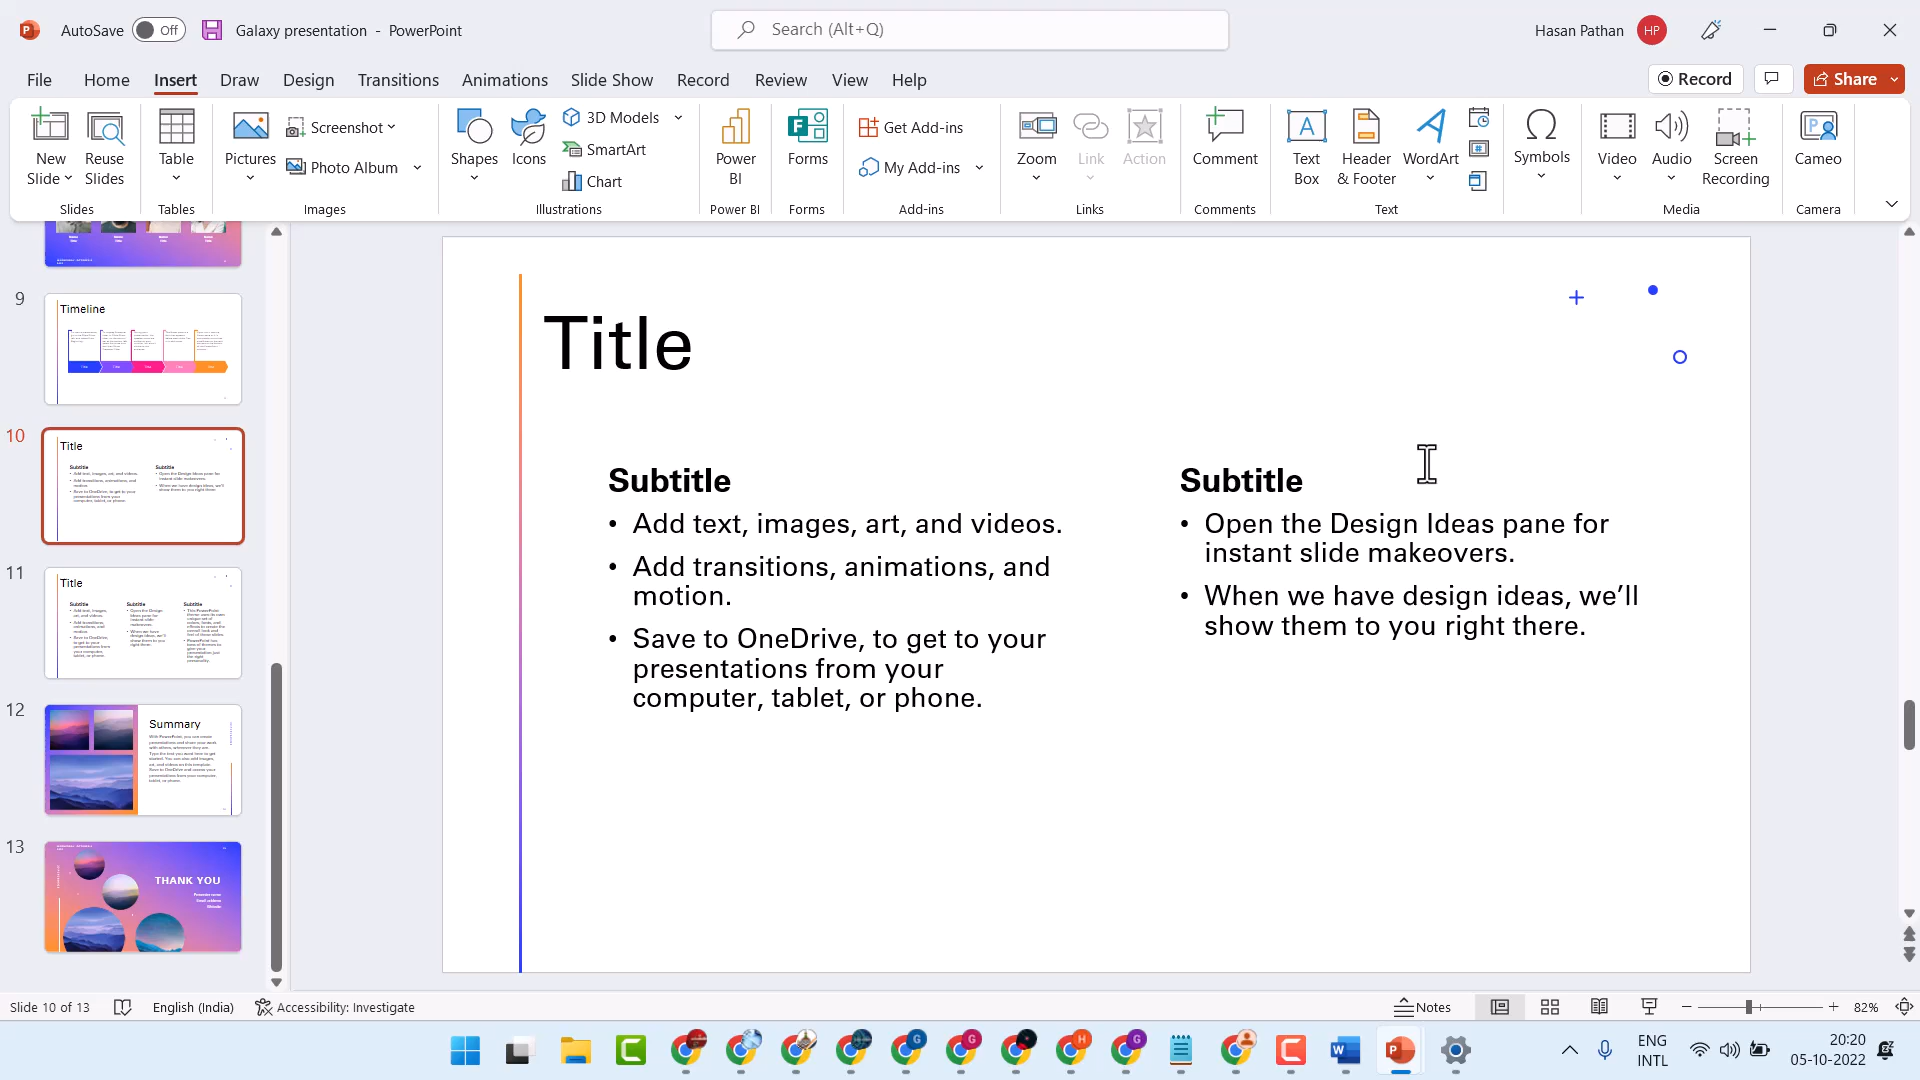 AutoSave Off Galaxy presentation - PowerPoint
Search (Alt+Q)
Hasan Pathan HP
File Home Insert Draw Design Transitions Animations Slide Show Record Review View Help
Record
Share
New Slide
Reuse Slides
Slides
Table
Tables
Pictures
Screenshot
Photo Album
Images
Shapes
Icons
3D Models
SmartArt
Chart
Illustrations
Power BI
Power BI
Forms
Forms
Get Add-ins
My Add-ins
Add-ins
Zoom
Link
Action
Links
Comment
Comments
Text Box
Header & Footer
WordArt
Text
Symbols
Video
Audio
Screen Recording
Media
Cameo
Camera
9
Timeline
10
Title
Subtitle
Subtitle
11
Title
Subtitle
Subtitle
Subtitle
12
Summary
13
THANK YOU
Title
Subtitle
• Add text, images, art, and videos.
• Add transitions, animations, and
motion.
• Save to OneDrive, to get to your
presentations from your
computer, tablet, or phone.
Subtitle
• Open the Design Ideas pane for
instant slide makeovers.
• When we have design ideas, we’ll
show them to you right there.
Slide 10 of 13
English (India)
Accessibility: Investigate
Notes
82%
ENG
INTL
20:20
05-10-2022